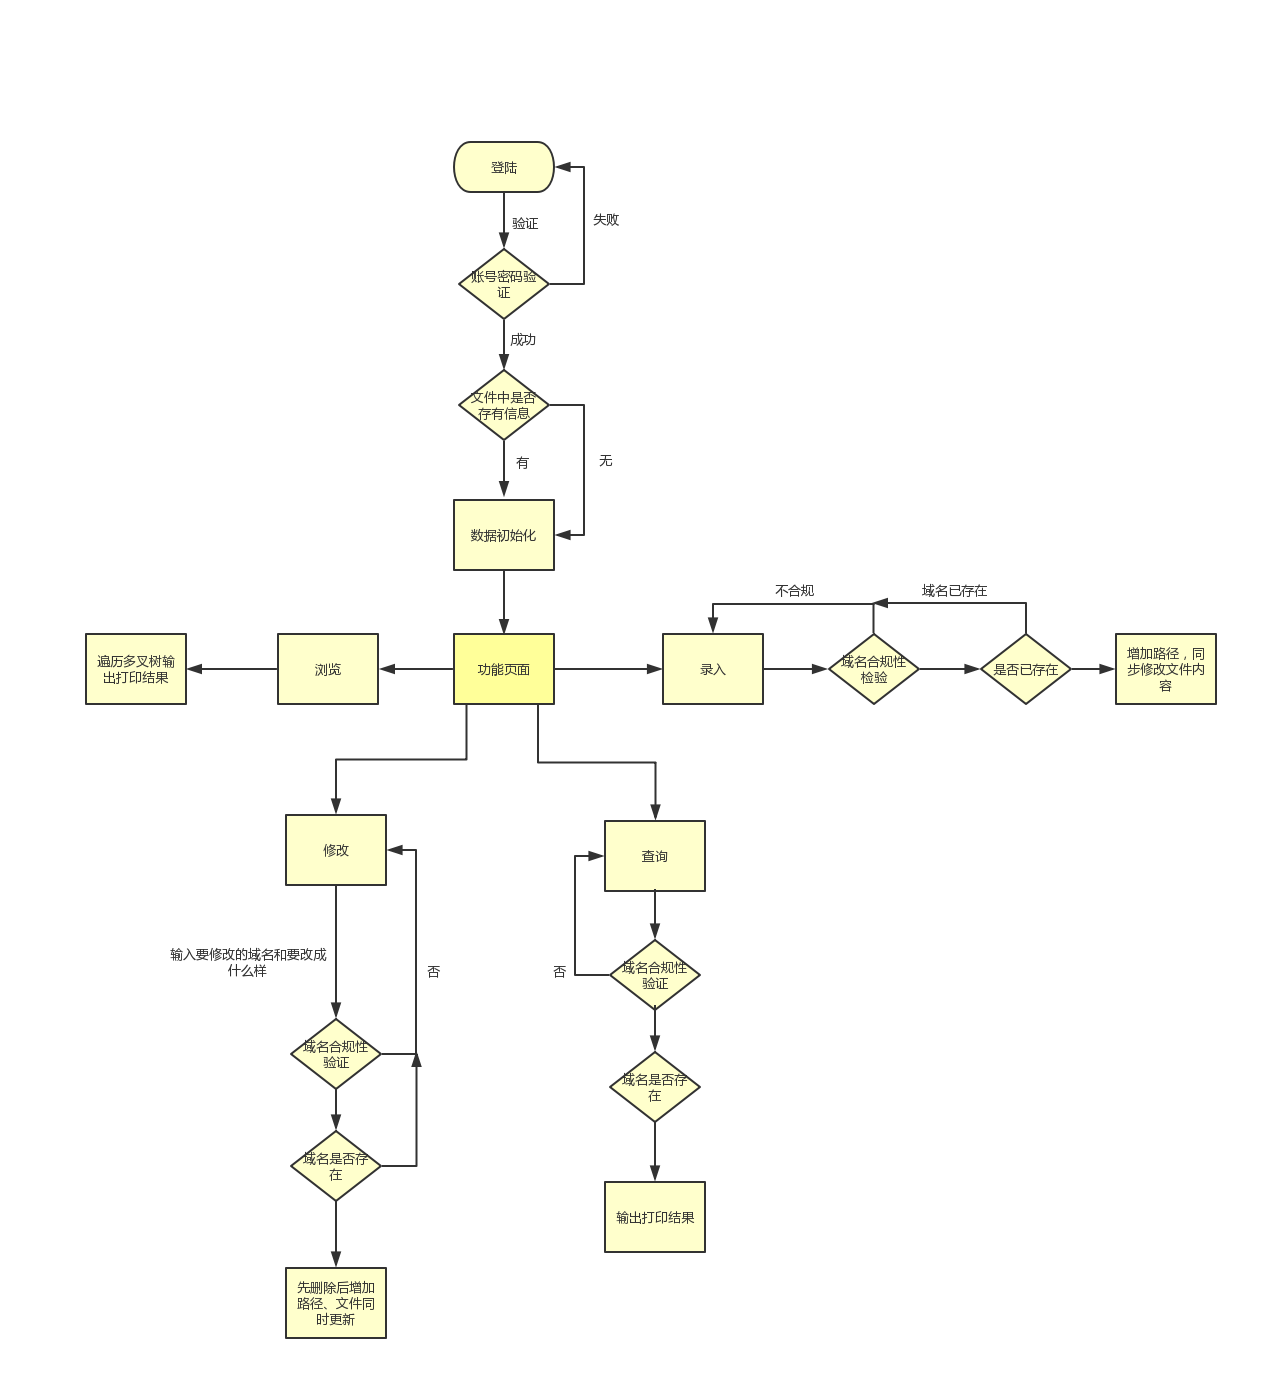 登陆
验证
失败
账号密码验
证
成功
文件中是否
存有信息
有
无
数据初始化
不合规
域名已存在
遍历多叉树输
出打印结果
浏览
功能页面
录入
域名合规性
检验
是否已存在
增加路径，同
步修改文件内
容
修改
查询
输入要修改的域名和要改成
什么样
否
否
域名合规性
验证
域名合规性
验证
域名是否存
在
域名是否存
在
输出打印结果
先删除后增加
路径、文件同
时更新